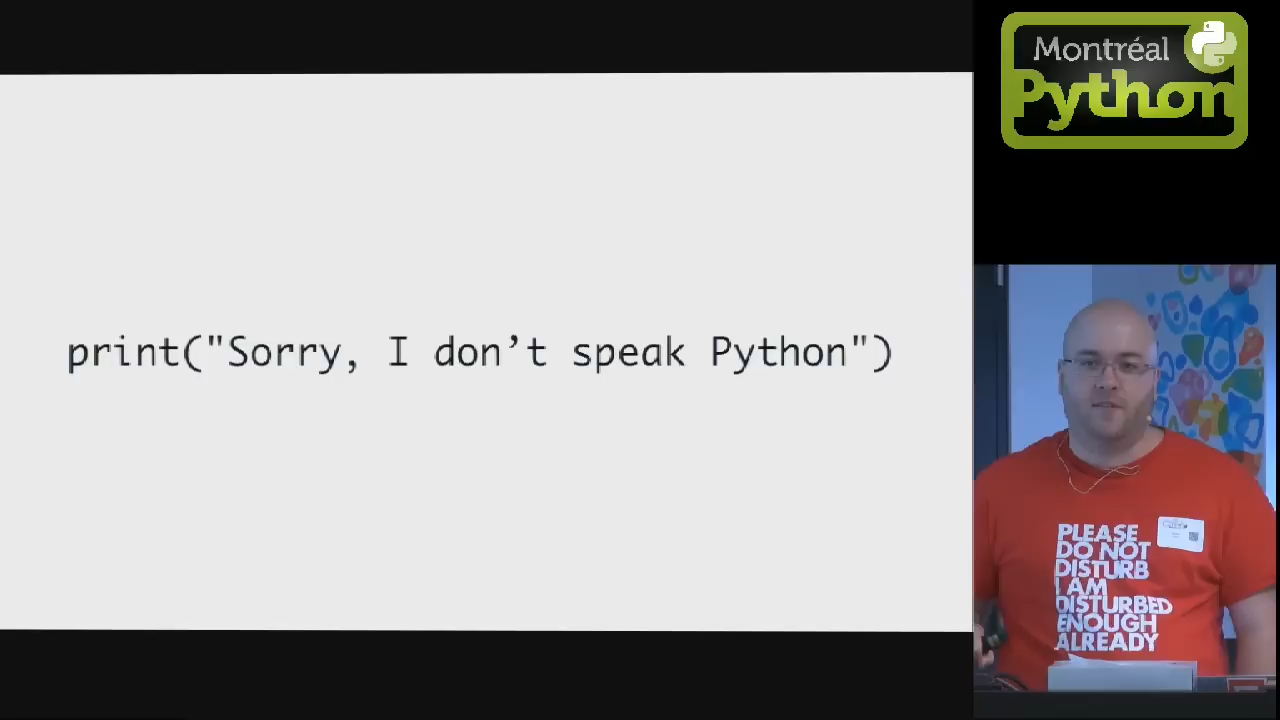 print("Sorry, I don’t speak Python")
Montréal
Python
PLEASE
DO NOT
DISTURB
I AM
DISTURBED
ENOUGH
ALREADY